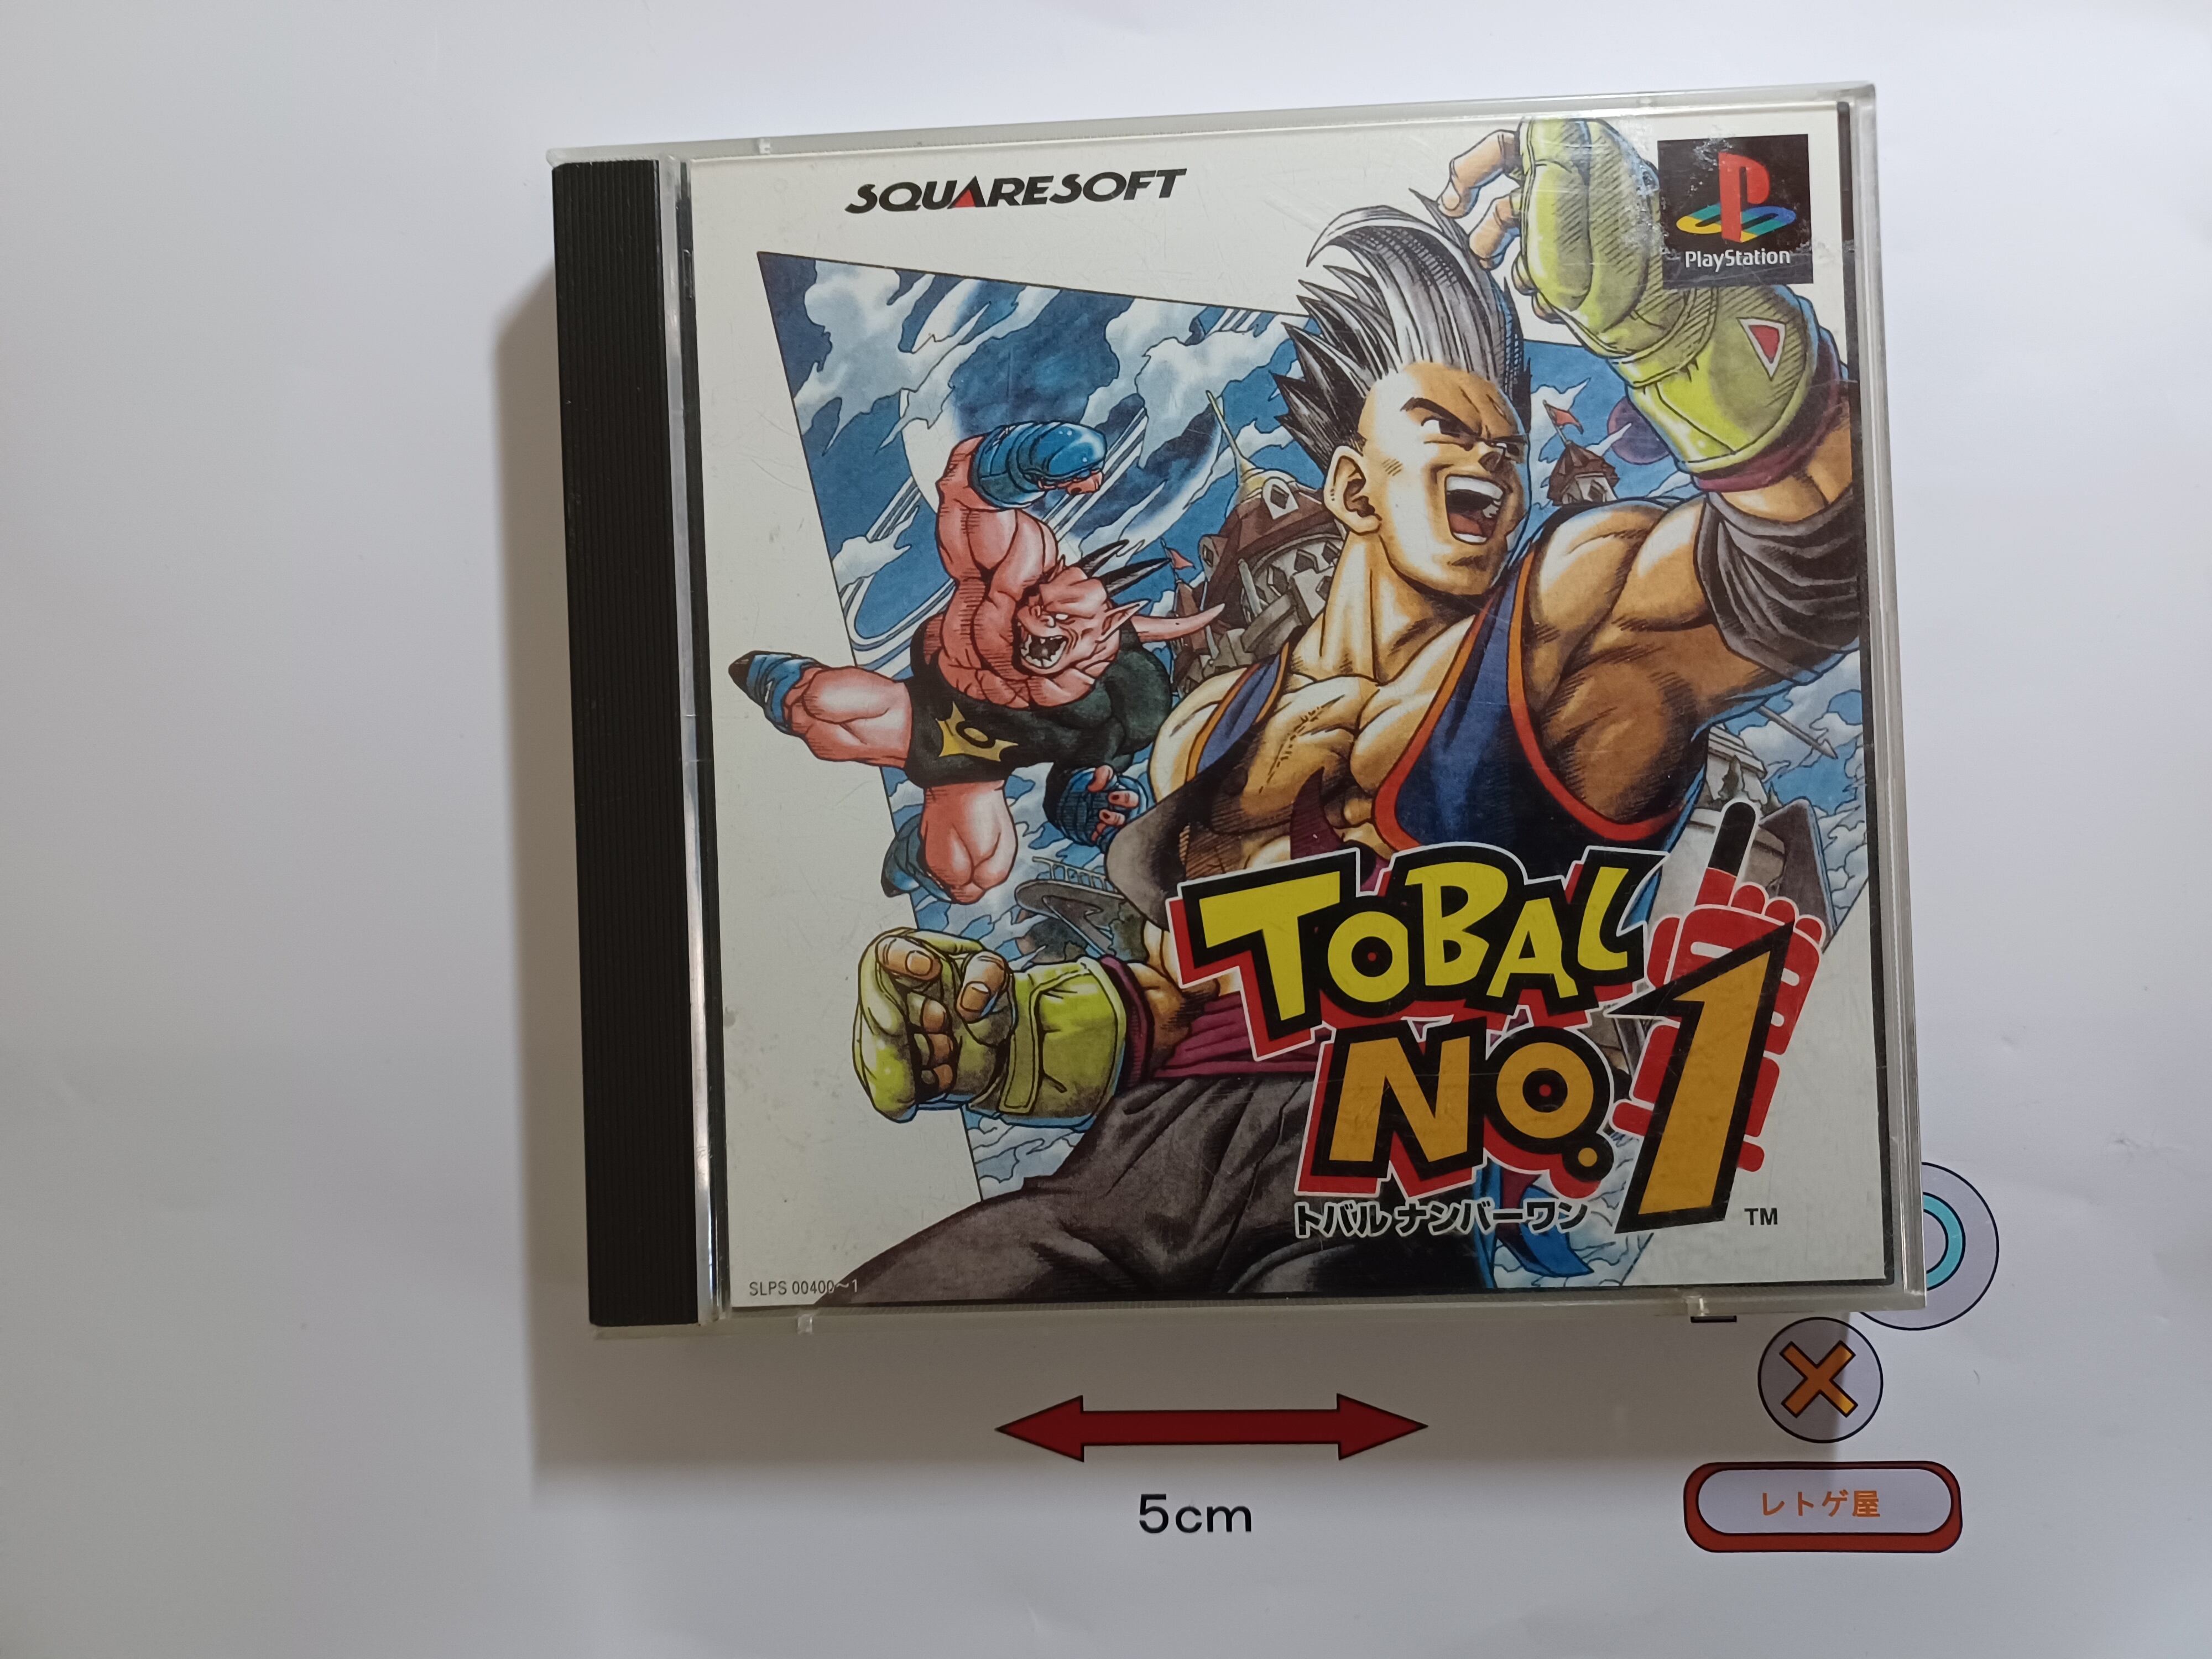 SQUARESOFT
PlayStation
TOBAL
NO.1
トバル ナンバーワン
TM
SLPS 00400~1
5cm
レトゲ屋